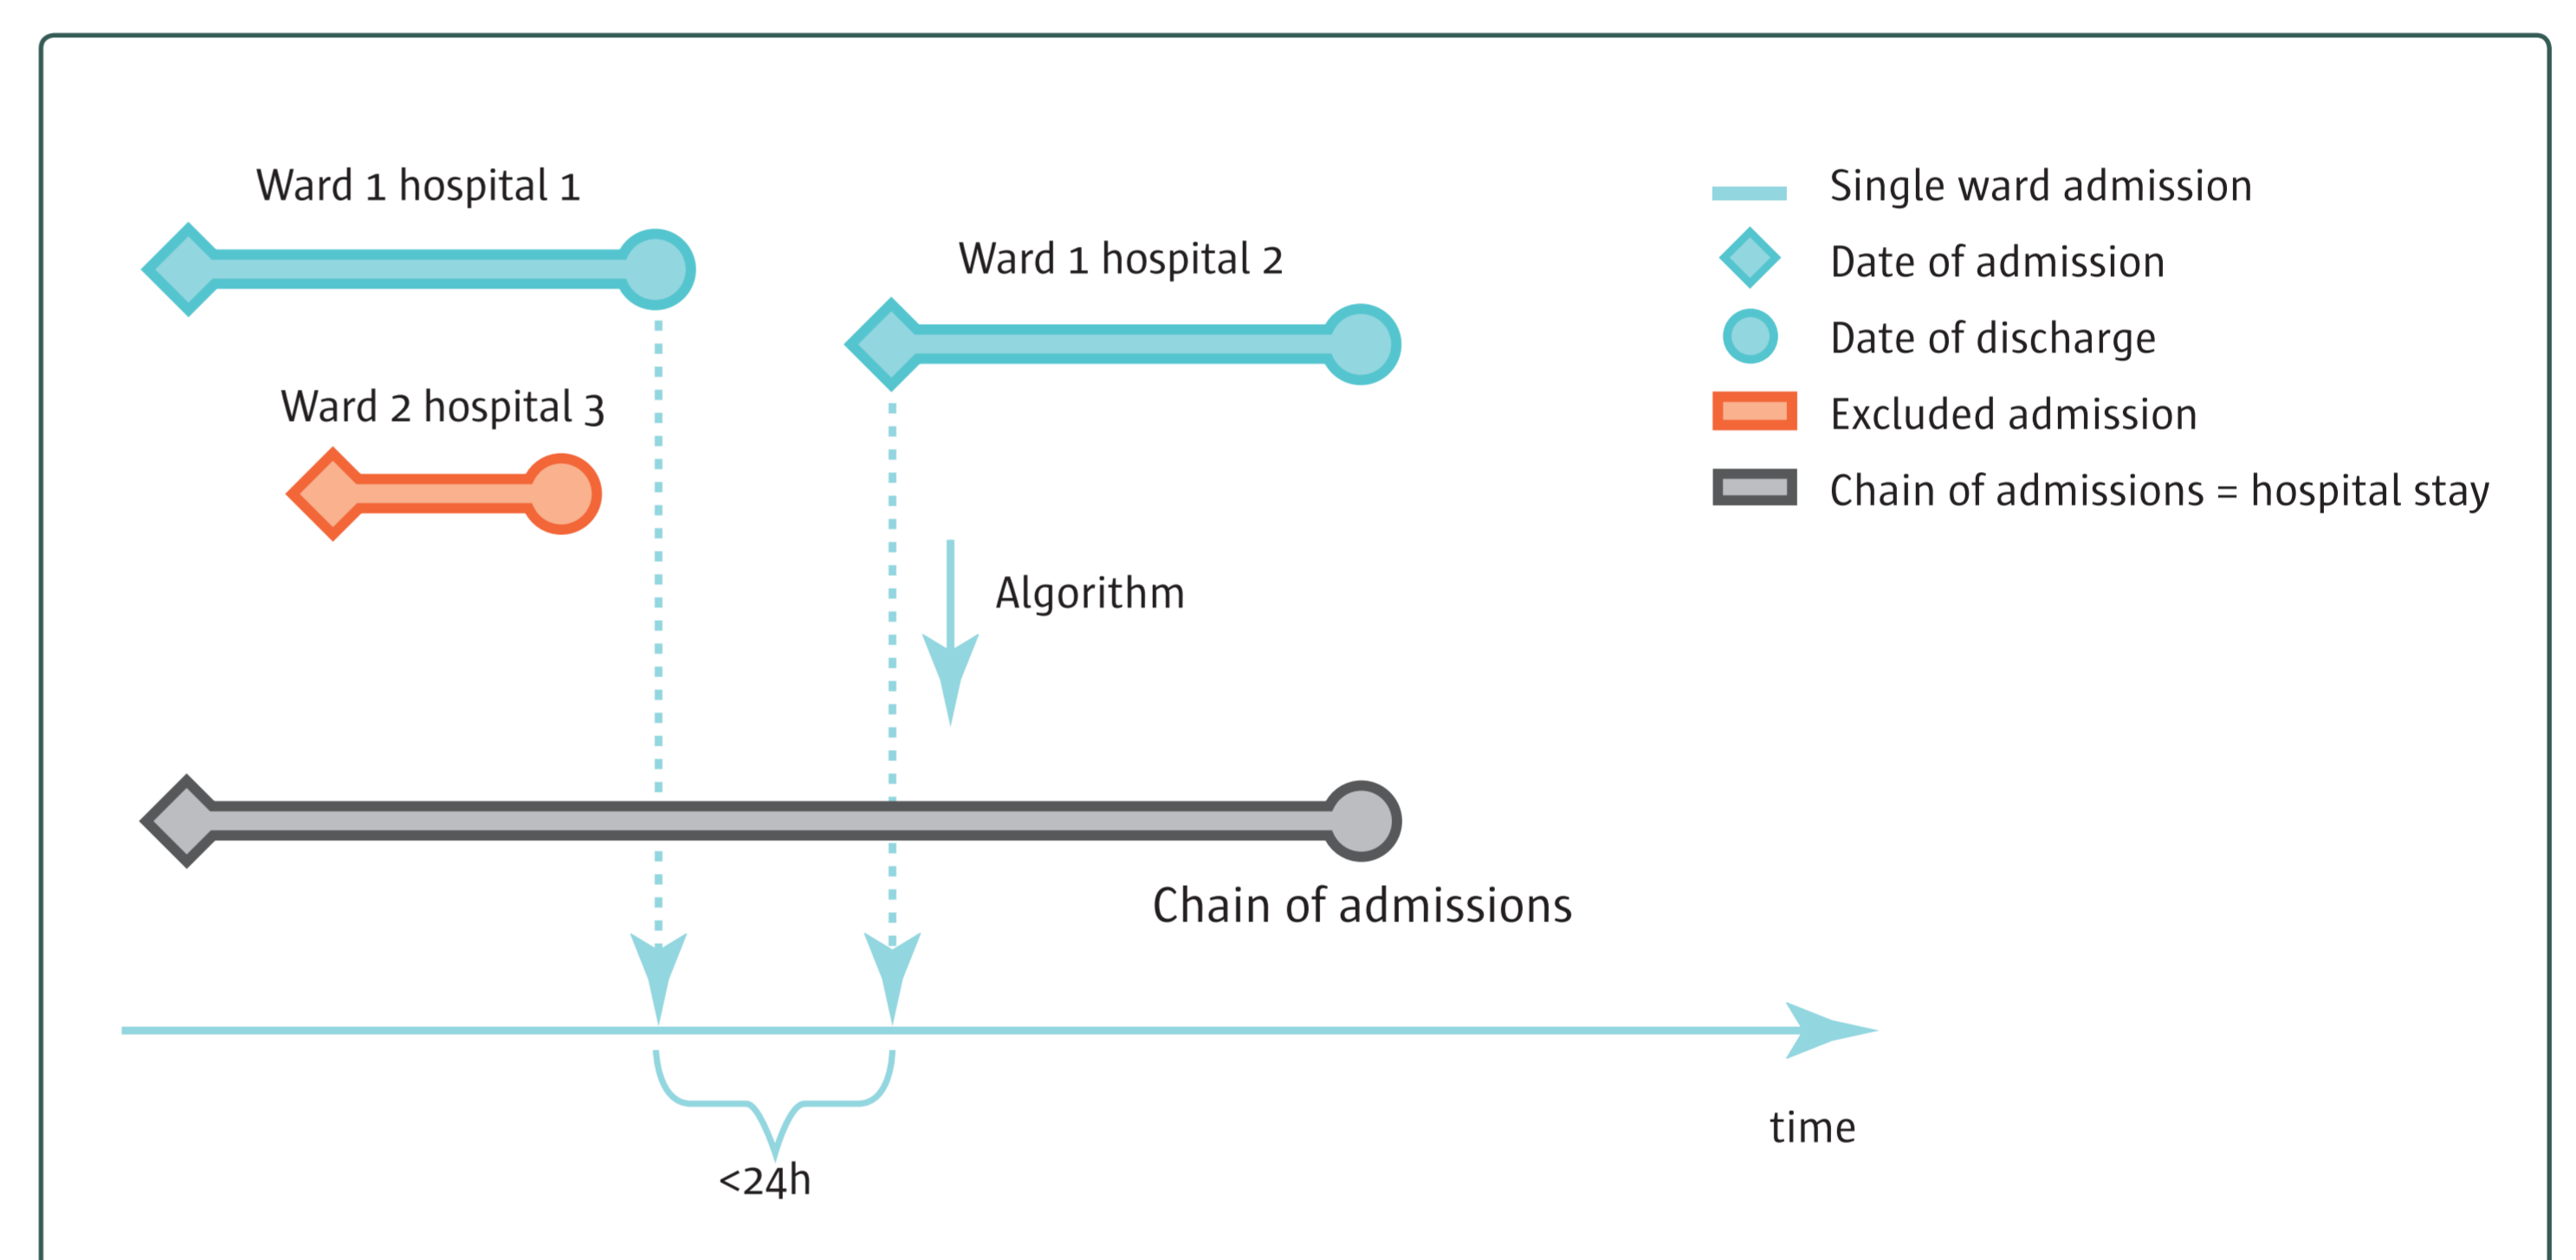 Ward 1 hospital 1
Ward 1 hospital 2
Ward 2 hospital 3
Single ward admission
Date of admission
Date of discharge
Excluded admission
Chain of admissions = hospital stay
Algorithm
Chain of admissions
time
<24h